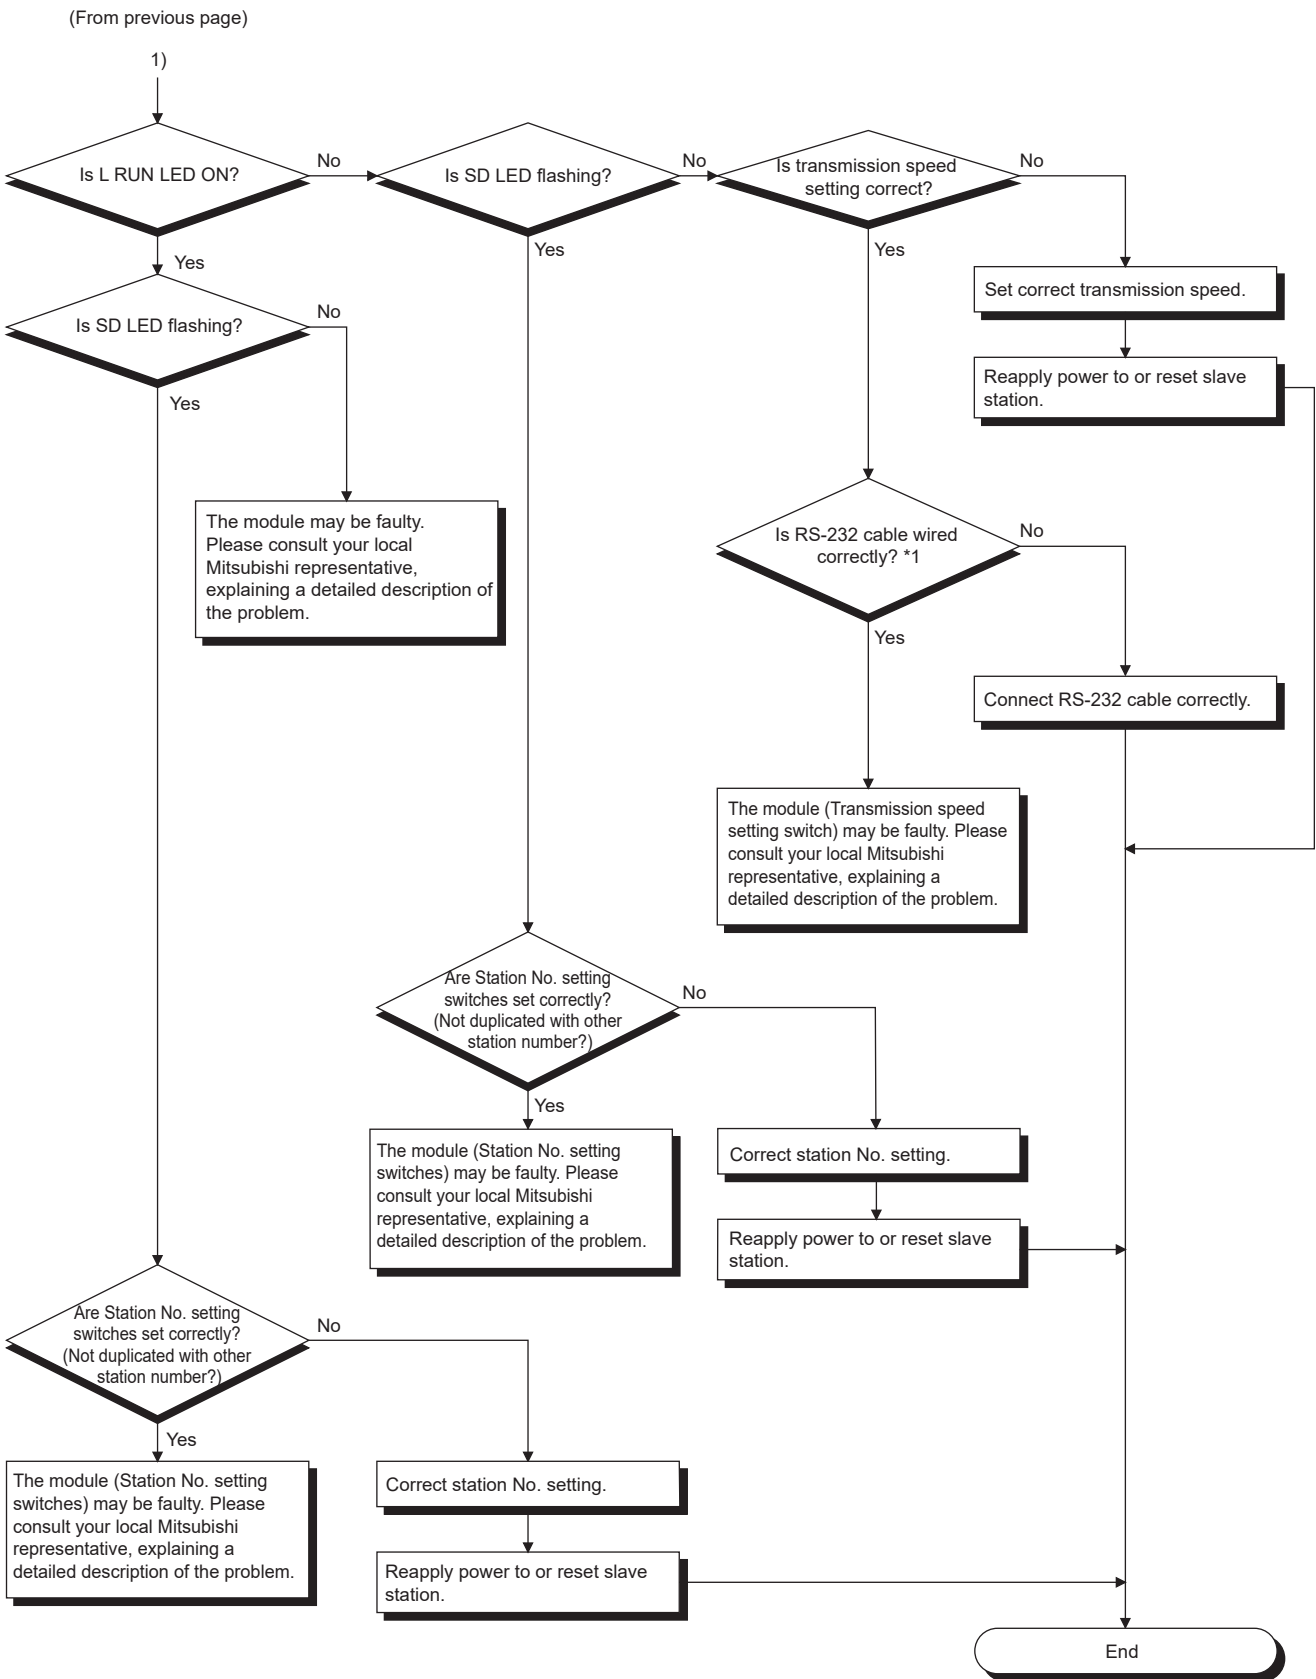 (From previous page)
1)
Is L RUN LED ON?
No
Is SD LED flashing?
No
Is transmission speed
setting correct?
No
Yes
Yes
Yes
Set correct transmission speed.
Is SD LED flashing?
No
Reapply power to or reset slave
station.
Yes
The module may be faulty.
Please consult your local
Mitsubishi representative,
explaining a detailed description of
the problem.
Is RS-232 cable wired
correctly? *1
No
Yes
Connect RS-232 cable correctly.
The module (Transmission speed
setting switch) may be faulty. Please
consult your local Mitsubishi
representative, explaining a
detailed description of the problem.
Are Station No. setting
switches set correctly?
(Not duplicated with other
station number?)
No
Yes
The module (Station No. setting
switches) may be faulty. Please
consult your local Mitsubishi
representative, explaining a
detailed description of the problem.
Correct station No. setting.
Reapply power to or reset slave
station.
Are Station No. setting
switches set correctly?
(Not duplicated with other
station number?)
No
Yes
The module (Station No. setting
switches) may be faulty. Please
consult your local Mitsubishi
representative, explaining a
detailed description of the problem.
Correct station No. setting.
Reapply power to or reset slave
station.
End